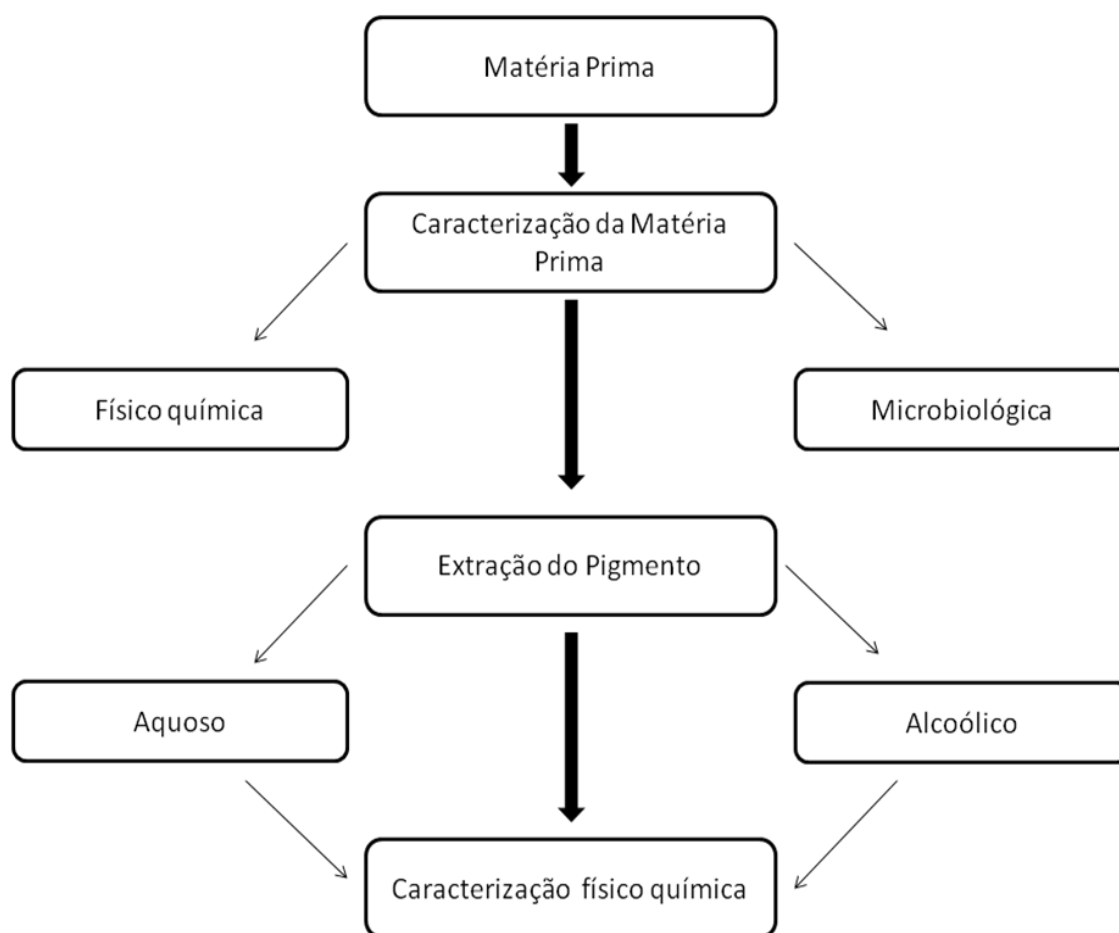 Matéria Prima
Caracterização da Matéria
Prima
Físico química
Microbiológica
Extração do Pigmento
Aquoso
Alcoólico
Caracterização físico química